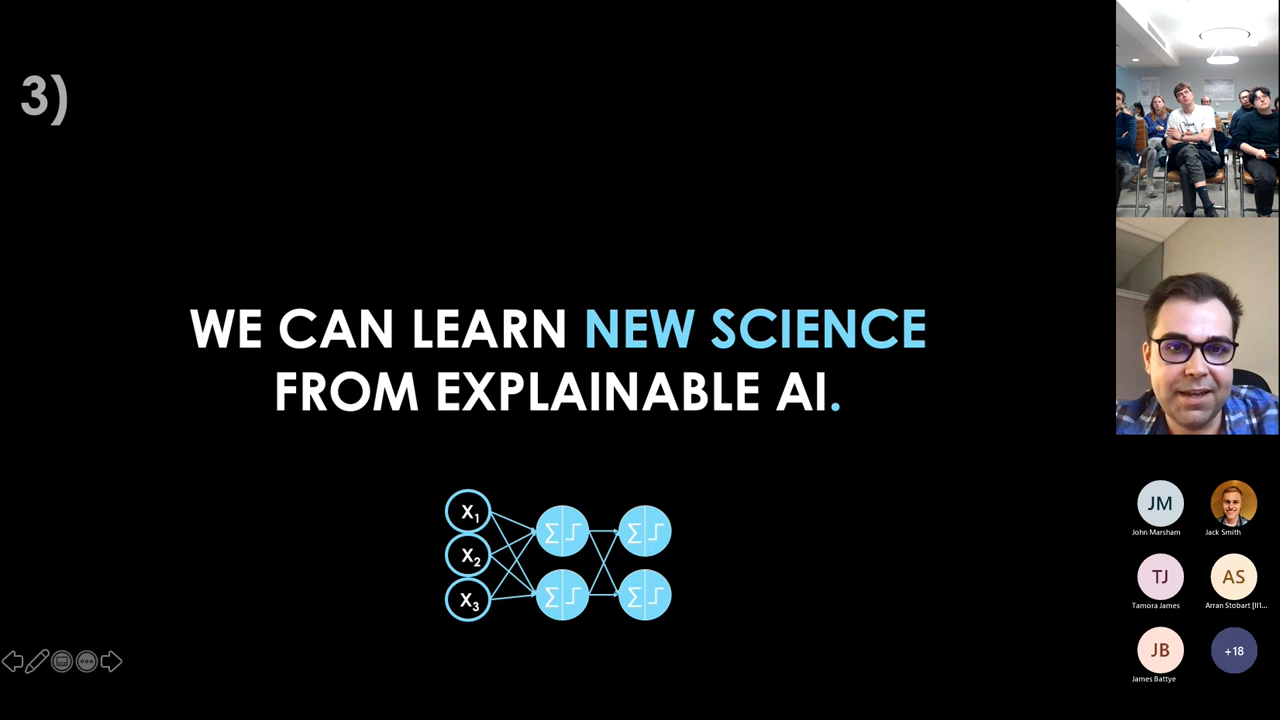 3)
WE CAN LEARN NEW SCIENCE
FROM EXPLAINABLE AI.
X1
X2
X3
Σ
Σ
Σ
Σ
JM
John Marsham
Jack Smith
TJ
Tamora James
AS
Arran Stobart [II1...
JB
James Battye
+18